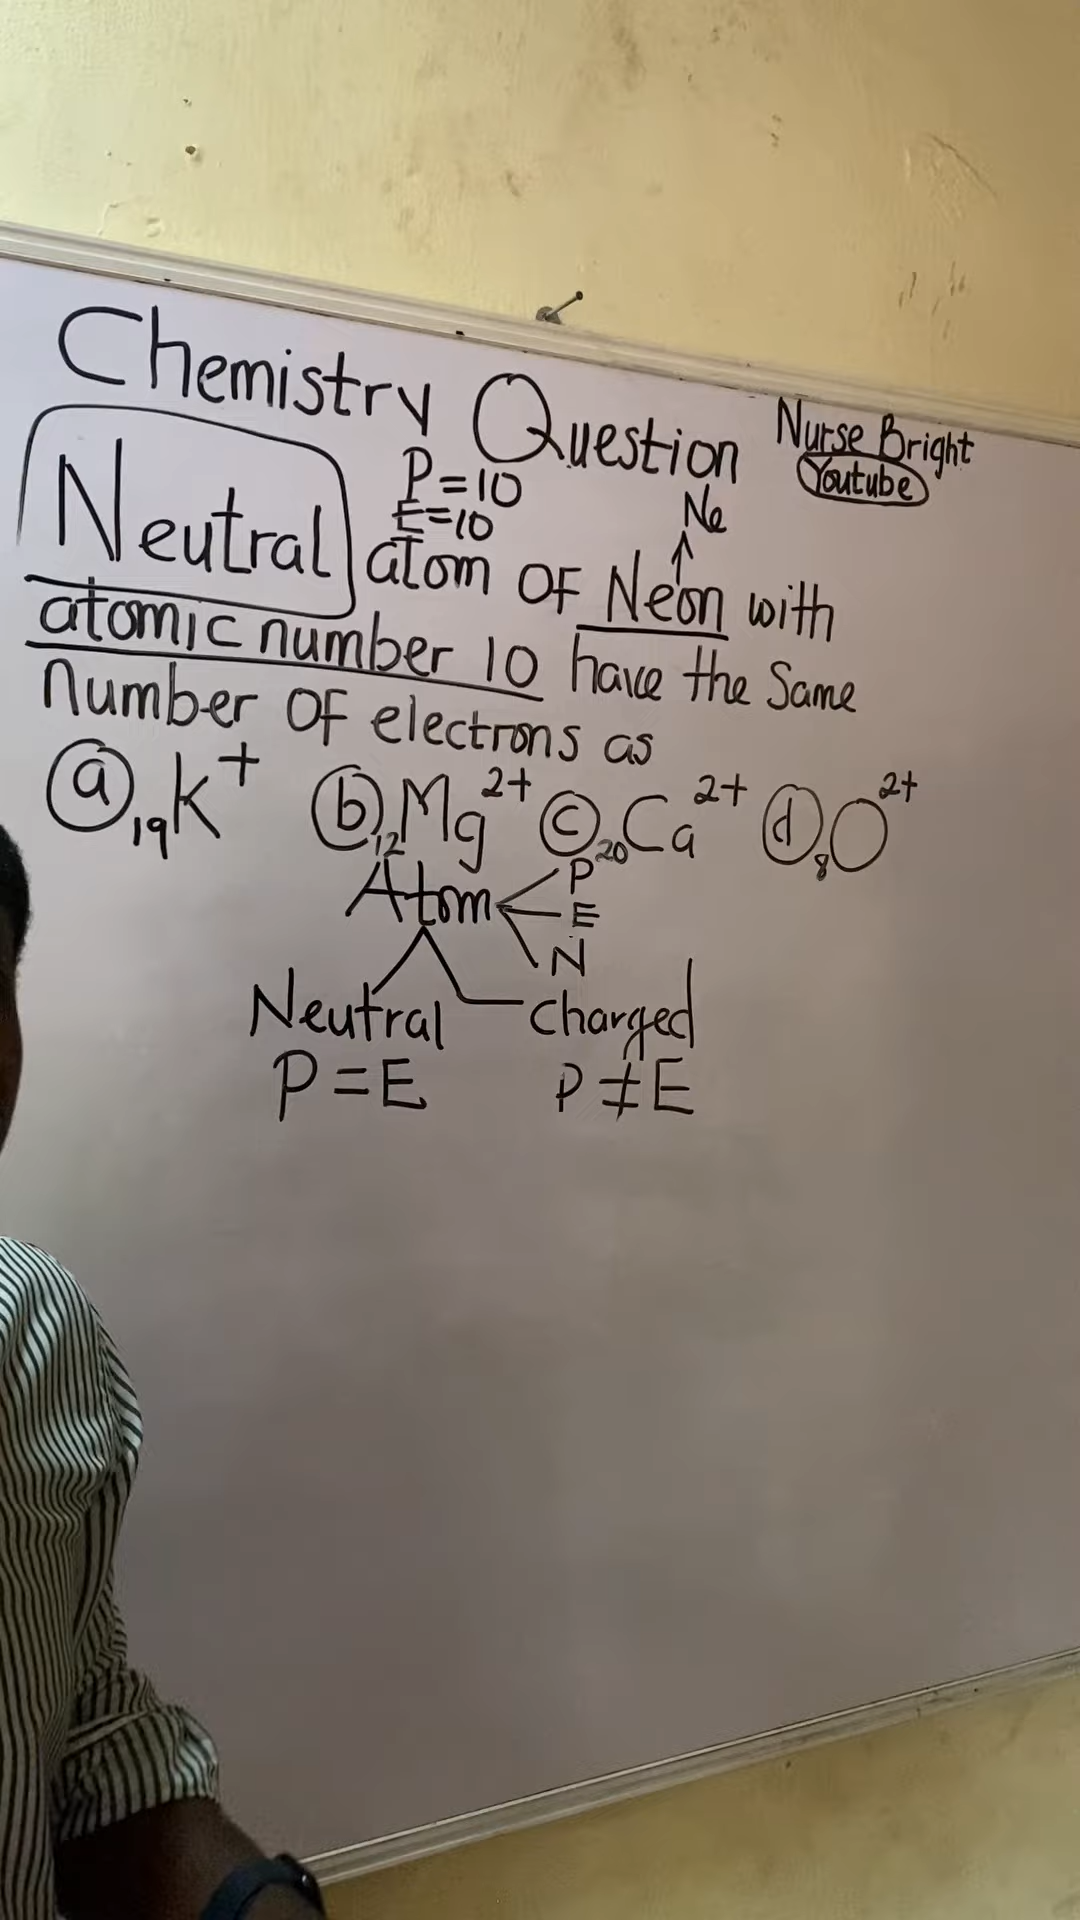 Chemistry Question
Nurse Bright
Youtube
P=10
E=10
Ne
Neutral atom OF Neon with
atomic number 10 have the Same
number OF electrons as
(a) 19K+ (b) 12Mg2+ (c) 20Ca2+ (d) 8O2+
Atom
P
E
N
Neutral charged
P=E P≠E